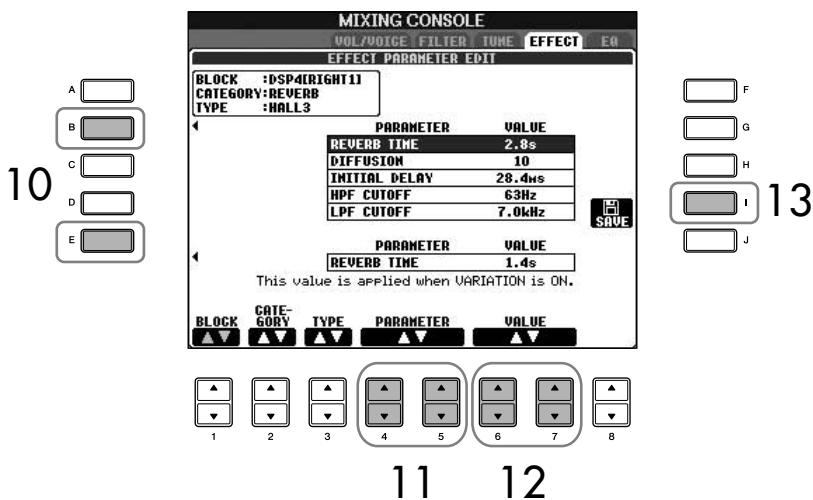 MIXING CONSOLE
VOL/VOICE FILTER TUNE EFFECT EQ
EFFECT PARAMETER EDIT
BLOCK :DSP4[RIGHT1]
CATEGORY:REVERB
TYPE :HALL3
PARAMETER VALUE
REVERB TIME 2.8s
DIFFUSION 10
INITIAL DELAY 28.4ms
HPF CUTOFF 63Hz
LPF CUTOFF 7.0kHz
SAVE
PARAMETER VALUE
REVERB TIME 1.4s
This value is applied when VARIATION is ON.
BLOCK CATE-GORY TYPE PARAMETER VALUE
A
B
C
D
E
10
F
G
H
I
J
13
1 2 3 4 5 6 7 8
11 12